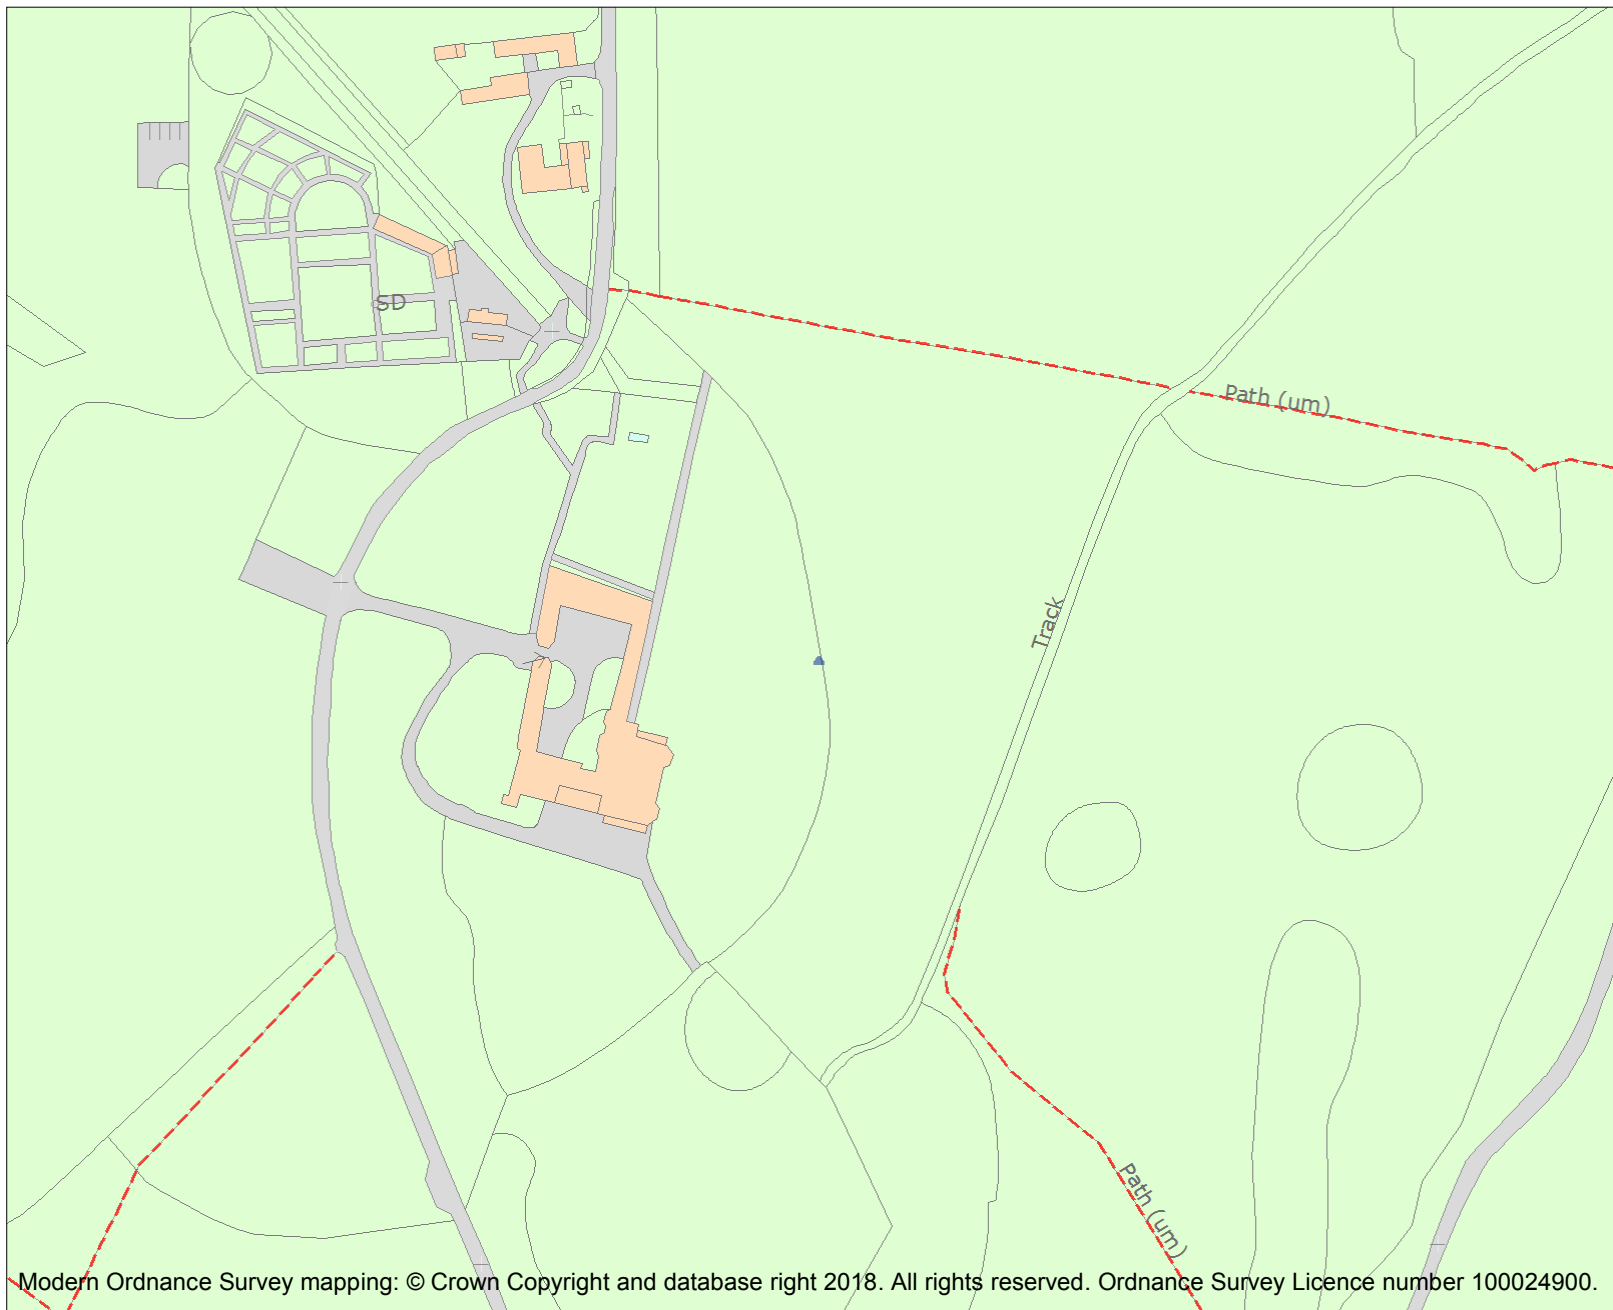 SD
Path (um)
Track
Path (um)
Modern Ordnance Survey mapping: © Crown Copyright and database right 2018. All rights reserved. Ordnance Survey Licence number 100024900.